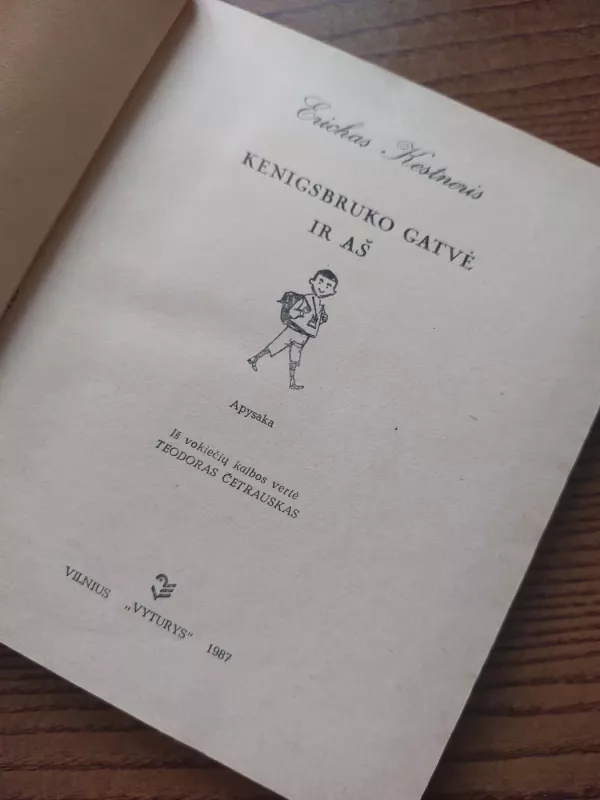 Erichas Kestneris
KENIGSBRUKO GATVĖ
IR AŠ
Apysaka
Iš vokiečių kalbos vertė
TEODORAS ČETRAUSKAS
VILNIUS „VYTURYS“ 1987